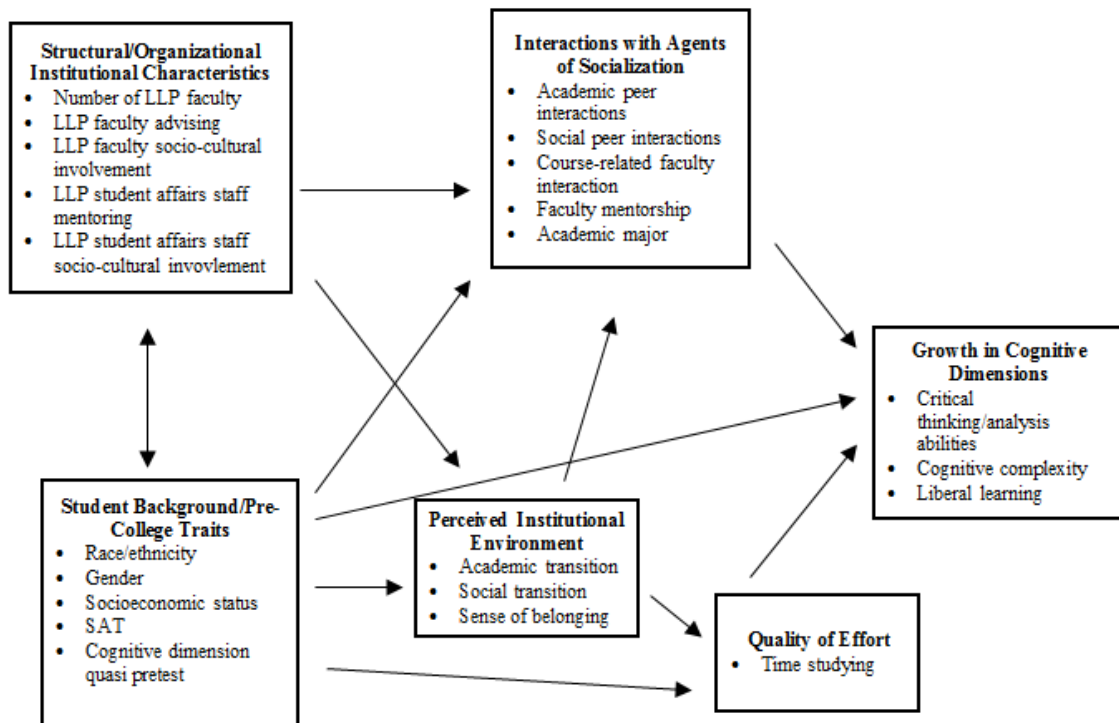 Structural/Organizational
Institutional Characteristics
• Number of LLP faculty
• LLP faculty advising
• LLP faculty socio-cultural
involvement
• LLP student affairs staff
mentoring
• LLP student affairs staff
socio-cultural invovlement
Interactions with Agents
of Socialization
• Academic peer
interactions
• Social peer interactions
• Course-related faculty
interaction
• Faculty mentorship
• Academic major
Growth in Cognitive
Dimensions
• Critical
thinking/analysis
abilities
• Cognitive complexity
• Liberal learning
Student Background/Pre-
College Traits
• Race/ethnicity
• Gender
• Socioeconomic status
• SAT
• Cognitive dimension
quasi pretest
Perceived Institutional
Environment
• Academic transition
• Social transition
• Sense of belonging
Quality of Effort
• Time studying